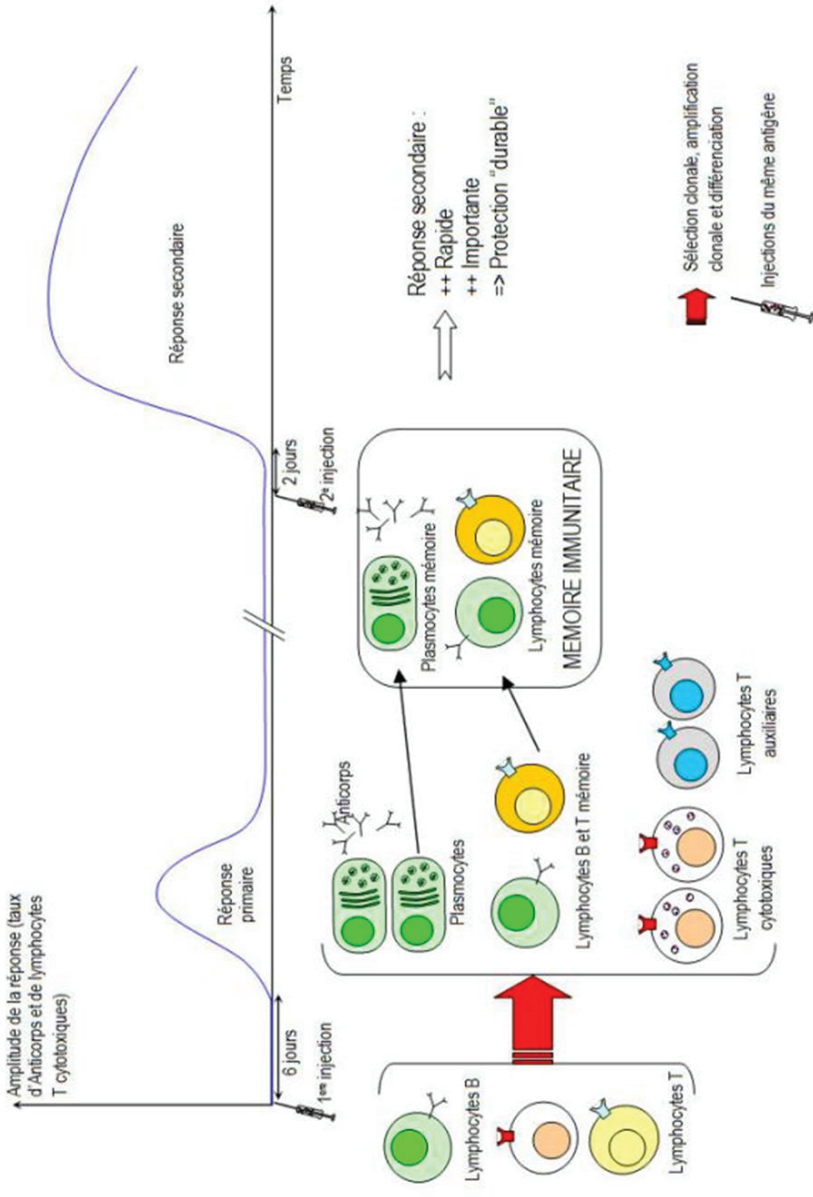 Amplitude de la réponse (taux
d'Anticorps et de lymphocytes
T cytotoxiques)
Réponse
primaire
Réponse secondaire
6 jours
1ère injection
2 jours
2e injection
Temps
Lymphocytes B
Lymphocytes T
Anticorps
Plasmocytes
Lymphocytes B et T mémoire
Lymphocytes T
cytotoxiques
Lymphocytes T
auxiliaires
Plasmocytes mémoire
Lymphocytes mémoire
MEMOIRE IMMUNITAIRE
Réponse secondaire :
++ Rapide
++ Importante
=> Protection "durable"
Sélection clonale, amplification
clonale et différenciation
Injections du même antigène